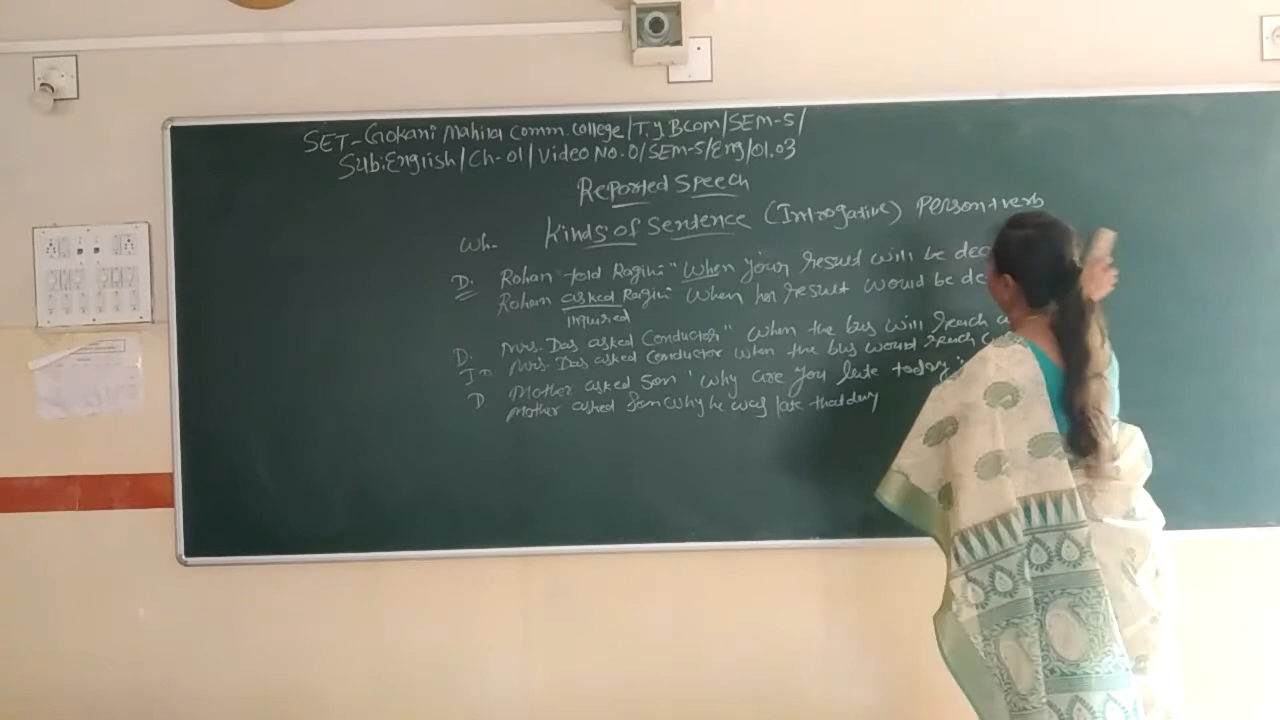 SET-Gokani Mahila Comm. College/T.Y.BCom/SEM-5/
Sub:English/Ch-01/Video No. 0/SEM-5/Eng/01.03
Reported Speech
Wh- Kinds of Sentence (Introgative) Person+verb
D. Rohan told Ragini "When your result will be dec
Rohan asked Ragini when her result would be de
Inquired
D. Mrs. Das asked Conductor" when the bus will reach
In Mrs. Das asked Conductor when the bus would reach
D Mother asked son 'Why are you late today
Mother asked Son why he was late that day